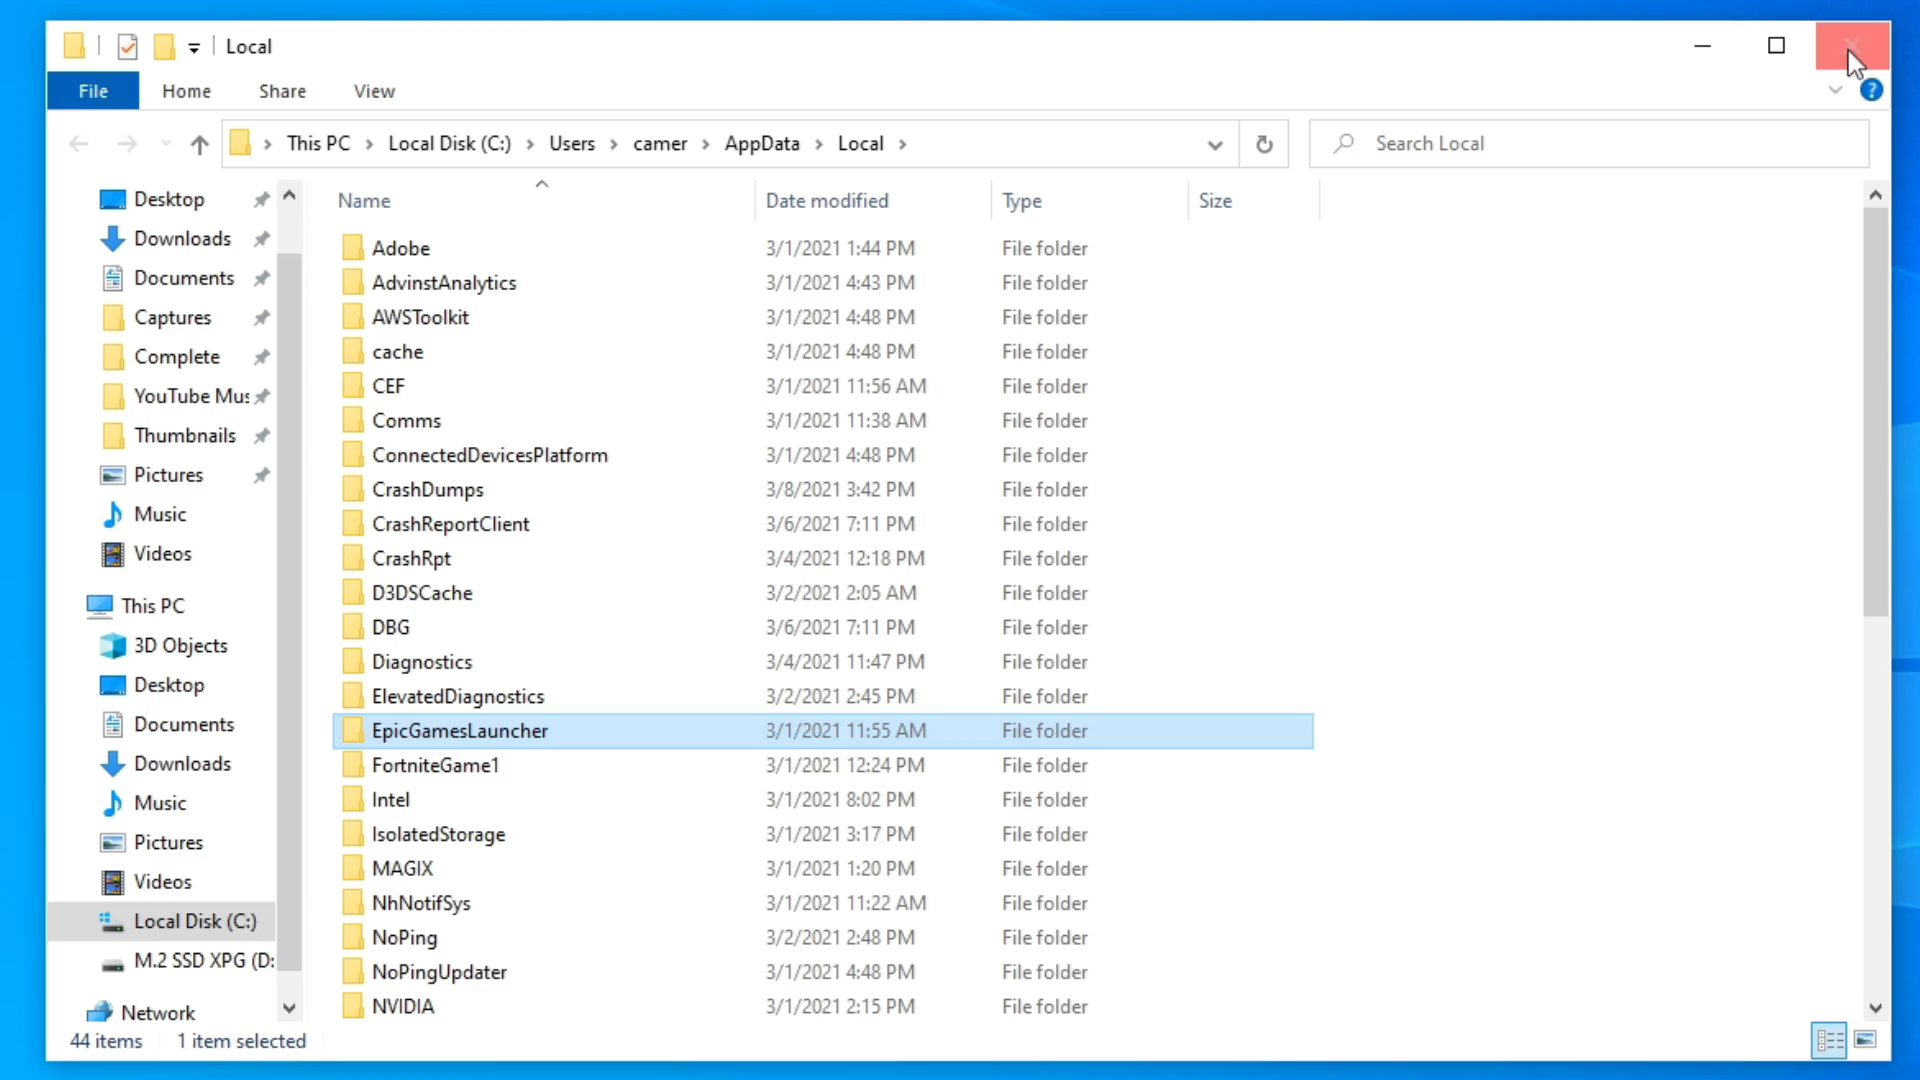 Local
File Home Share View
This PC Local Disk (C:) Users camer AppData Local
Search Local
Desktop
Downloads
Documents
Captures
Complete
YouTube Mus
Thumbnails
Pictures
Music
Videos
This PC
3D Objects
Desktop
Documents
Downloads
Music
Pictures
Videos
Local Disk (C:)
M.2 SSD XPG (D:
Network
Name Date modified Type Size
Adobe 3/1/2021 1:44 PM File folder
AdvinstAnalytics 3/1/2021 4:43 PM File folder
AWSToolkit 3/1/2021 4:48 PM File folder
cache 3/1/2021 4:48 PM File folder
CEF 3/1/2021 11:56 AM File folder
Comms 3/1/2021 11:38 AM File folder
ConnectedDevicesPlatform 3/1/2021 4:48 PM File folder
CrashDumps 3/8/2021 3:42 PM File folder
CrashReportClient 3/6/2021 7:11 PM File folder
CrashRpt 3/4/2021 12:18 PM File folder
D3DSCache 3/2/2021 2:05 AM File folder
DBG 3/6/2021 7:11 PM File folder
Diagnostics 3/4/2021 11:47 PM File folder
ElevatedDiagnostics 3/2/2021 2:45 PM File folder
EpicGamesLauncher 3/1/2021 11:55 AM File folder
FortniteGame1 3/1/2021 12:24 PM File folder
Intel 3/1/2021 8:02 PM File folder
IsolatedStorage 3/1/2021 3:17 PM File folder
MAGIX 3/1/2021 1:20 PM File folder
NhNotifSys 3/1/2021 11:22 AM File folder
NoPing 3/2/2021 2:48 PM File folder
NoPingUpdater 3/1/2021 4:48 PM File folder
NVIDIA 3/1/2021 2:15 PM File folder
44 items 1 item selected